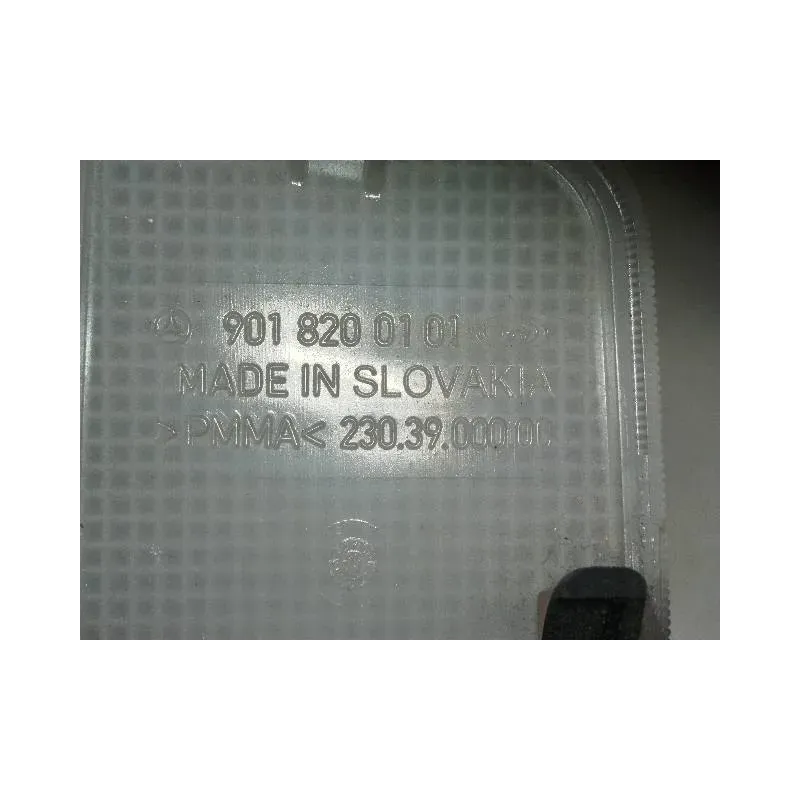 901 820 01 01
MADE IN SLOVAKIA
>PMMA< 230.39.000.00